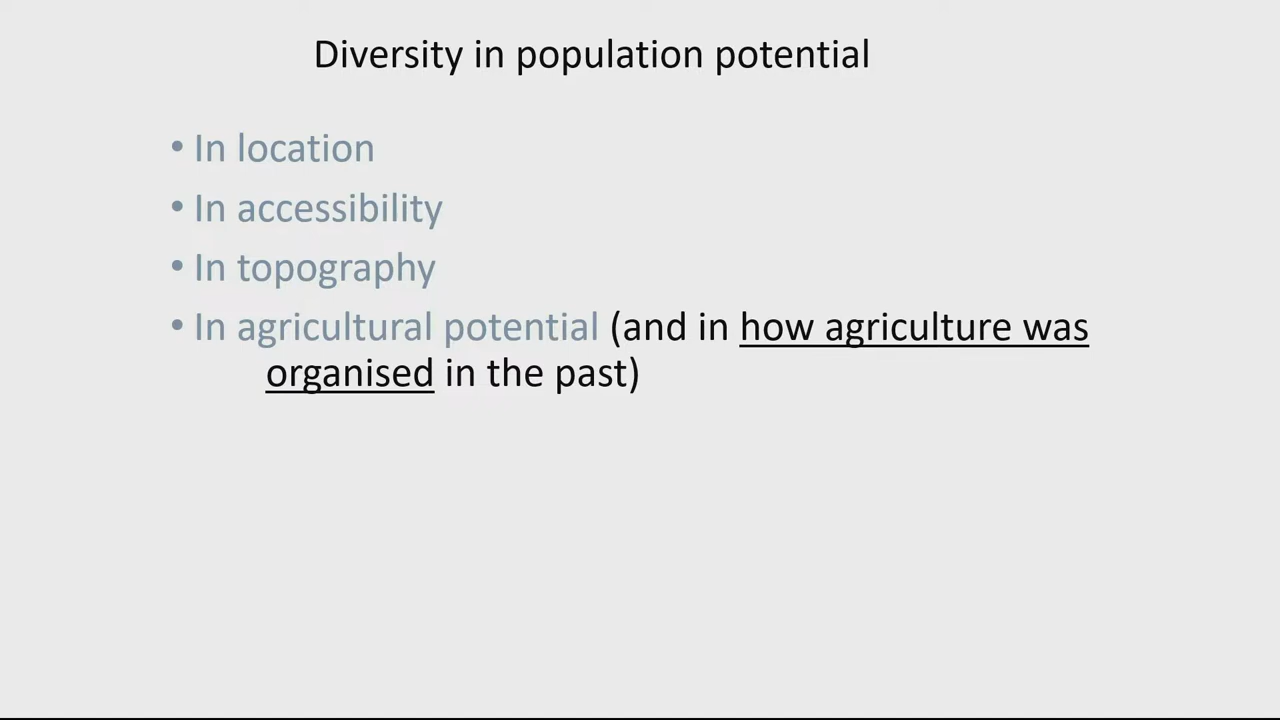 Diversity in population potential
• In location
• In accessibility
• In topography
• In agricultural potential (and in how agriculture was
organised in the past)